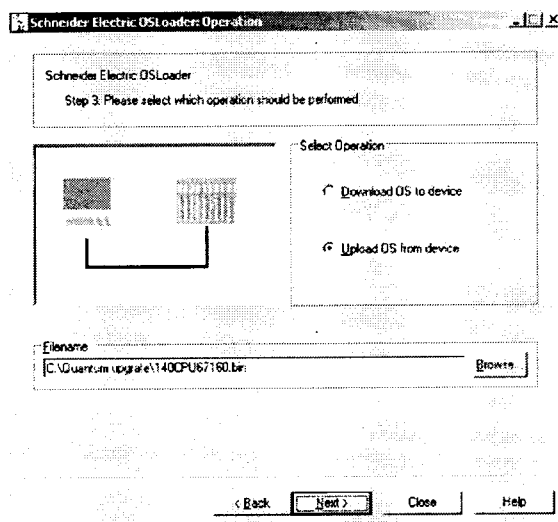 Schneider Electric OSLoader: Operation
Schneider Electric OSLoader
Step 3: Please select which operation should be performed
Select Operation
Download OS to device
Upload OS from device
Filename
C:\Quantum upgrate\140CPU67160.bin
Browse...
< Back
Next >
Close
Help